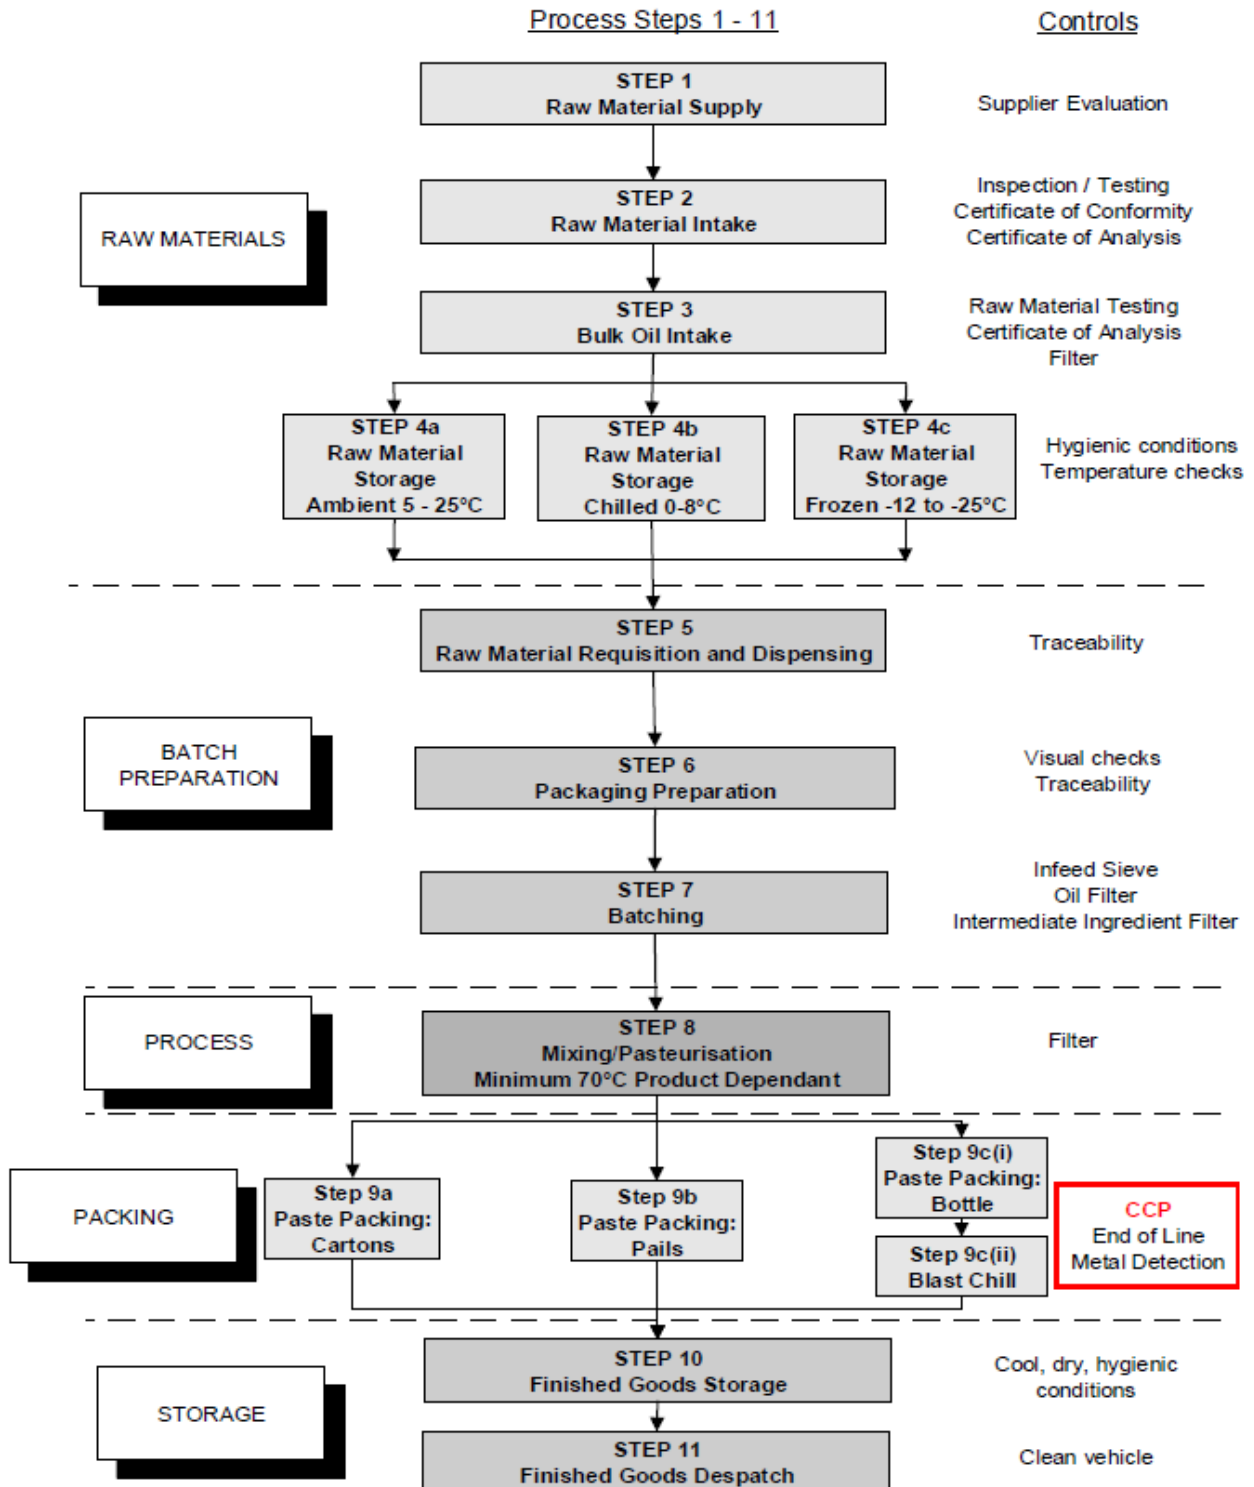 Process Steps 1 - 11
Controls
STEP 1
Raw Material Supply
Supplier Evaluation
RAW MATERIALS
STEP 2
Raw Material Intake
Inspection / Testing
Certificate of Conformity
Certificate of Analysis
STEP 3
Bulk Oil Intake
Raw Material Testing
Certificate of Analysis
Filter
STEP 4a
Raw Material
Storage
Ambient 5 - 25°C
STEP 4b
Raw Material
Storage
Chilled 0-8°C
STEP 4c
Raw Material
Storage
Frozen -12 to -25°C
Hygienic conditions
Temperature checks
STEP 5
Raw Material Requisition and Dispensing
Traceability
BATCH
PREPARATION
STEP 6
Packaging Preparation
Visual checks
Traceability
STEP 7
Batching
Infeed Sieve
Oil Filter
Intermediate Ingredient Filter
PROCESS
STEP 8
Mixing/Pasteurisation
Minimum 70°C Product Dependant
Filter
PACKING
Step 9a
Paste Packing:
Cartons
Step 9b
Paste Packing:
Pails
Step 9c(i)
Paste Packing:
Bottle
Step 9c(ii)
Blast Chill
CCP
End of Line
Metal Detection
STORAGE
STEP 10
Finished Goods Storage
Cool, dry, hygienic
conditions
STEP 11
Finished Goods Despatch
Clean vehicle